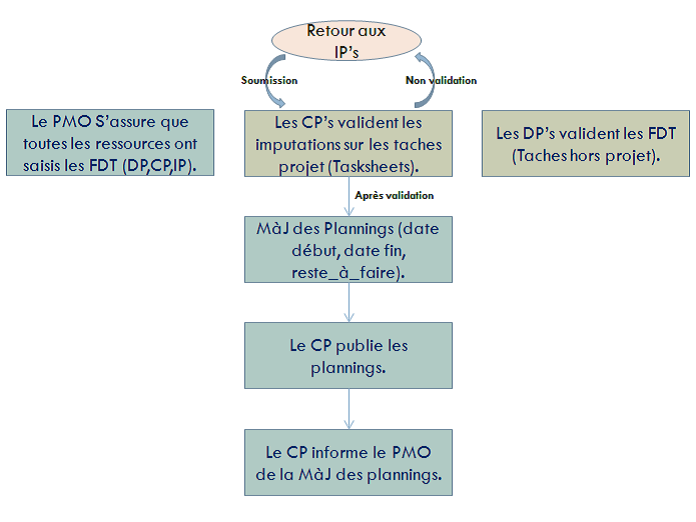 Retour aux
IP's
Soumission
Non validation
Le PMO S'assure que
toutes les ressources ont
saisis les FDT (DP,CP,IP).
Les CP's valident les
imputations sur les taches
projet (Tasksheets).
Les DP's valident les FDT
(Taches hors projet).
Après validation
MàJ des Plannings (date
début, date fin,
reste_à_faire).
Le CP publie les
plannings.
Le CP informe le PMO
de la MàJ des plannings.